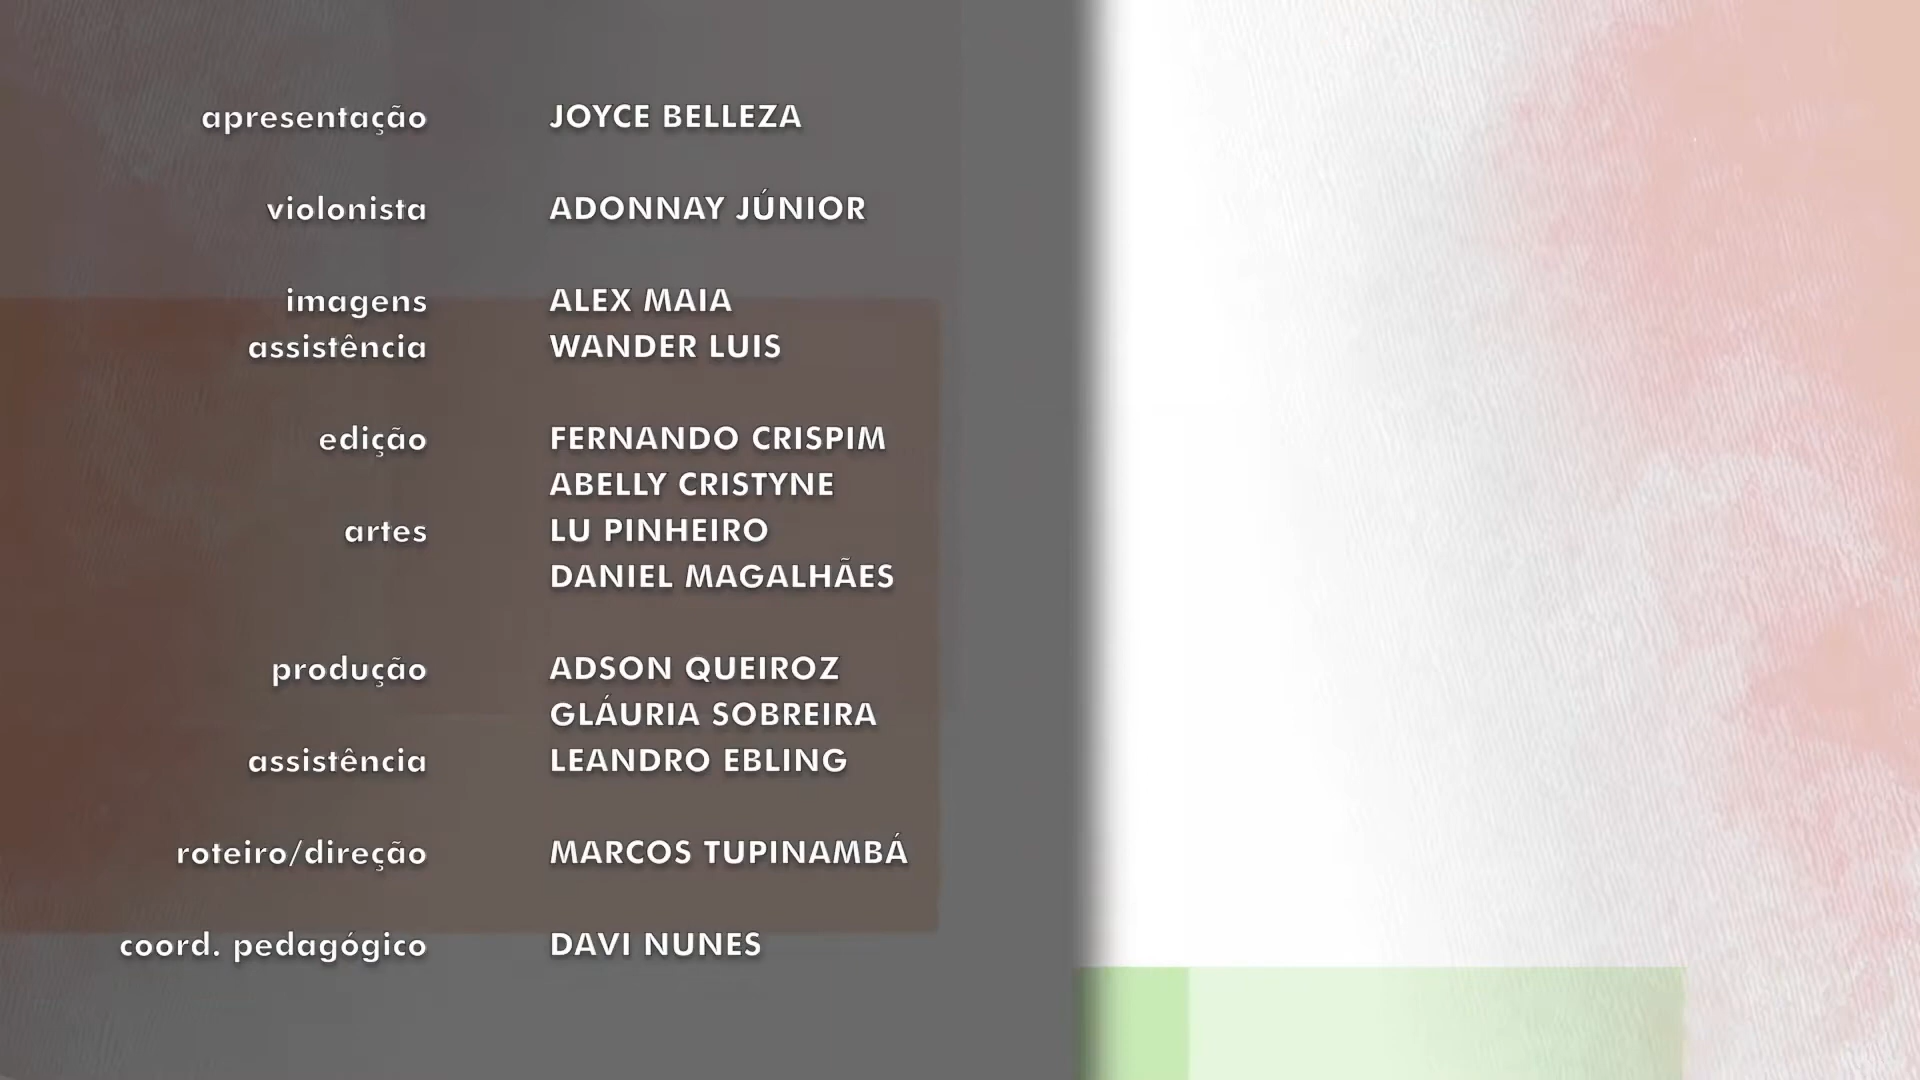 apresentação JOYCE BELLEZA
violonista ADONNAY JÚNIOR
imagens ALEX MAIA
assistência WANDER LUIS
edição FERNANDO CRISPIM
ABELLY CRISTYNE
artes LU PINHEIRO
DANIEL MAGALHÃES
produção ADSON QUEIROZ
GLÁURIA SOBREIRA
assistência LEANDRO EBLING
roteiro/direção MARCOS TUPINAMBÁ
coord. pedagógico DAVI NUNES